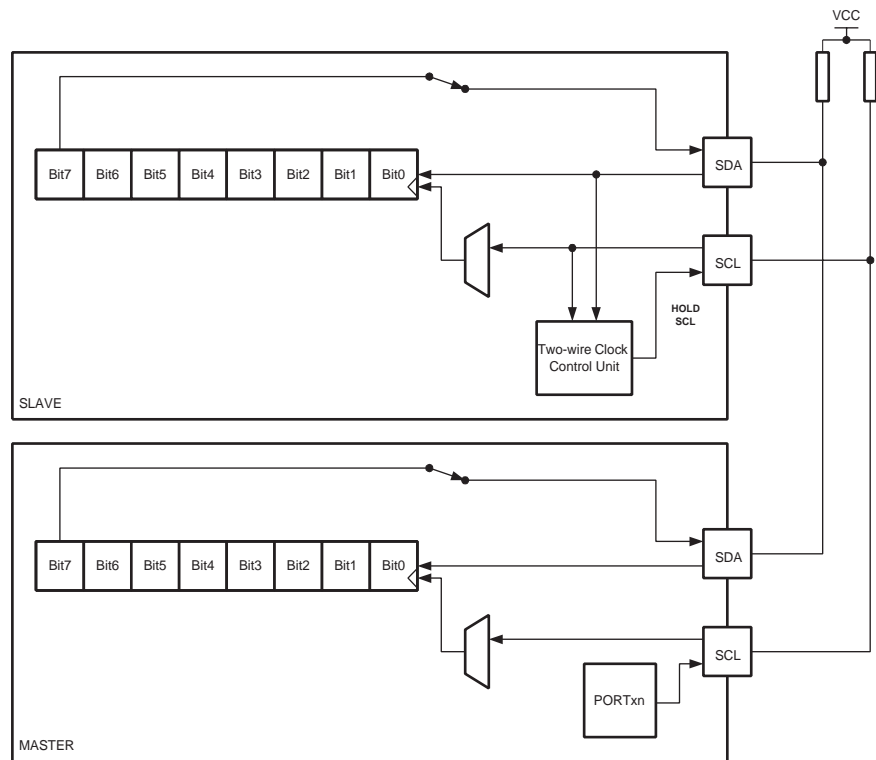 VCC
Bit7 Bit6 Bit5 Bit4 Bit3 Bit2 Bit1 Bit0
SDA
SCL
HOLD
SCL
Two-wire Clock
Control Unit
SLAVE
Bit7 Bit6 Bit5 Bit4 Bit3 Bit2 Bit1 Bit0
SDA
SCL
PORTxn
MASTER